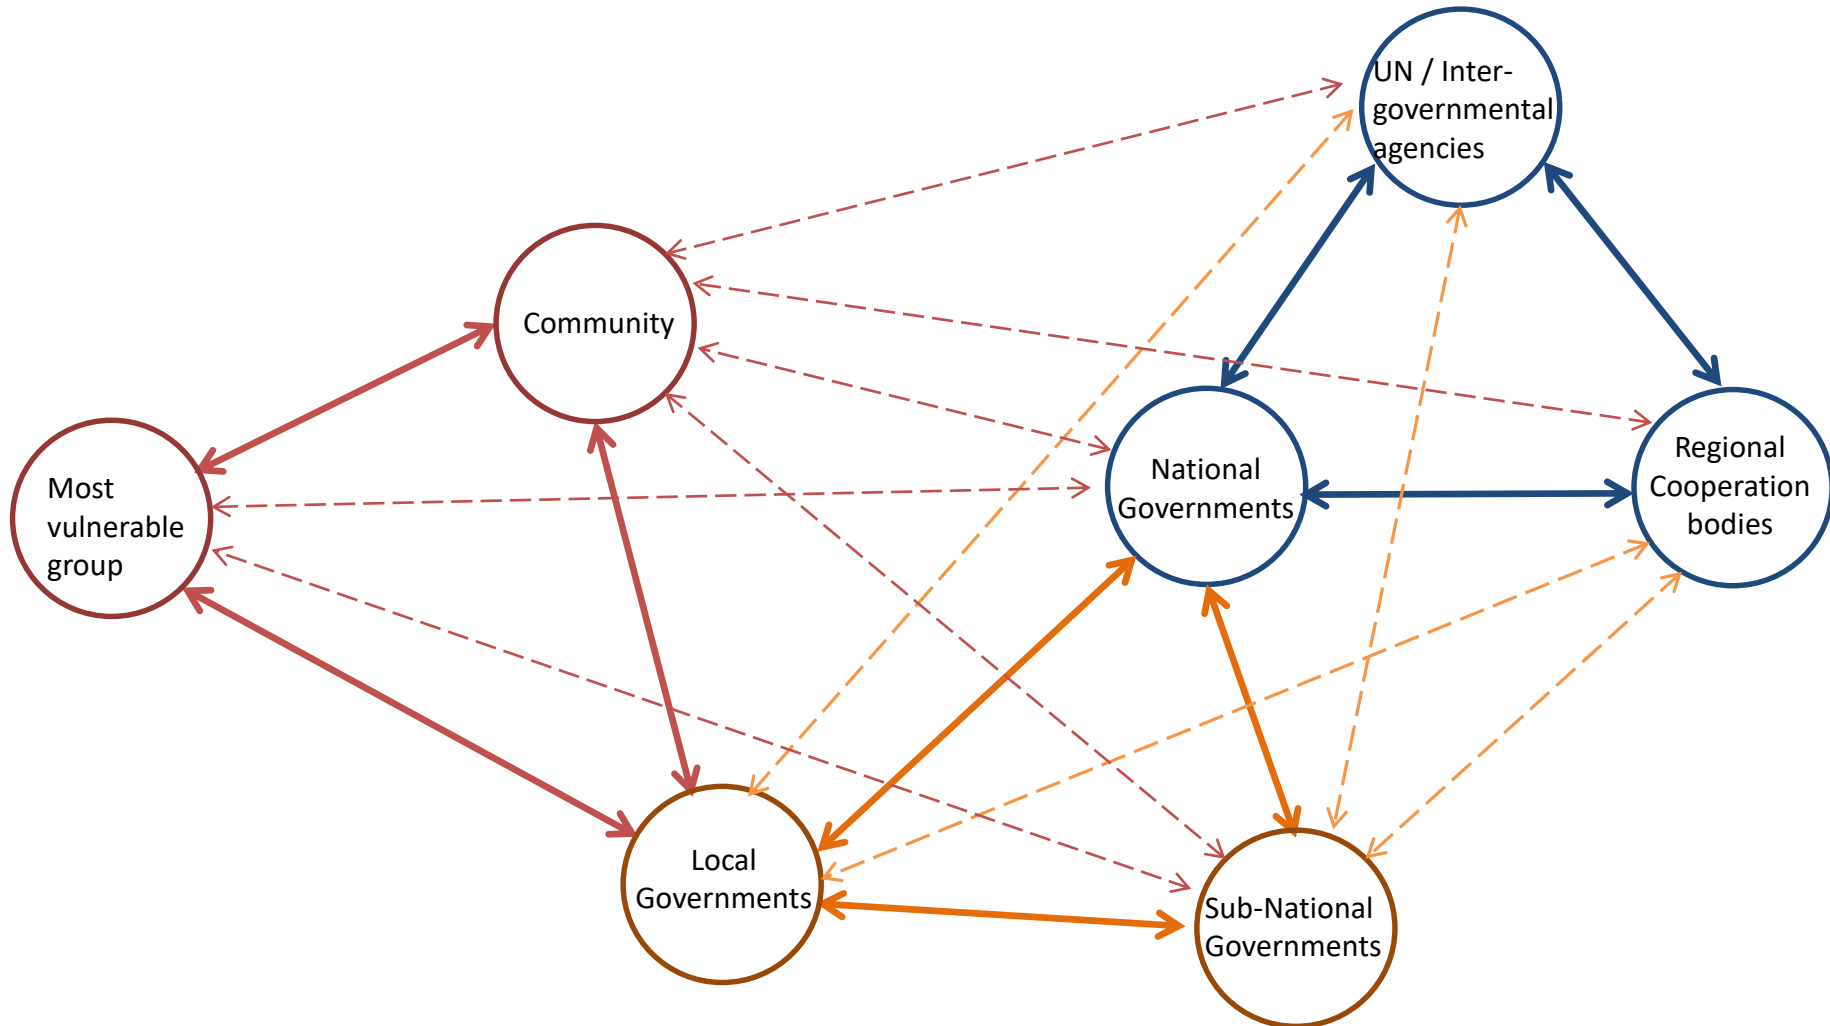 UN / Inter-
governmental
agencies
Community
Most
vulnerable
group
National
Governments
Regional
Cooperation
bodies
Local
Governments
Sub-National
Governments